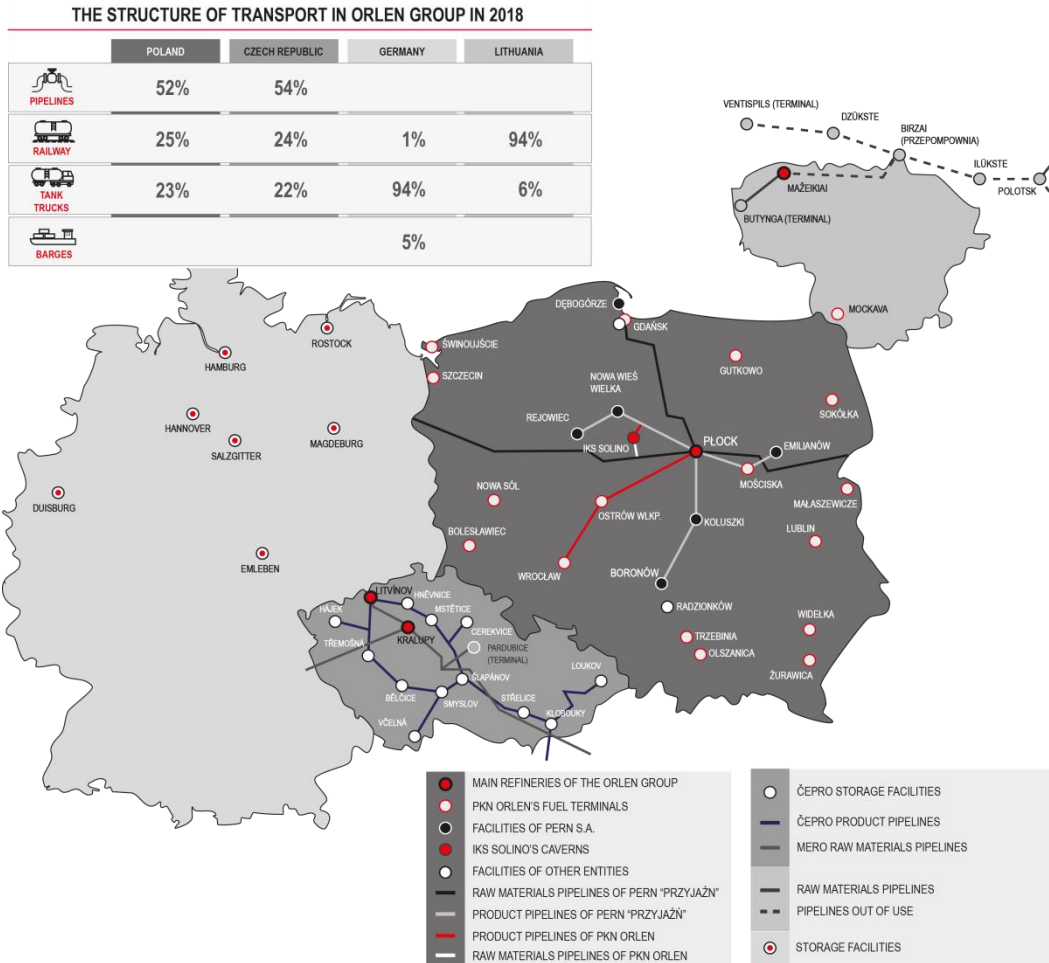 THE STRUCTURE OF TRANSPORT IN ORLEN GROUP IN 2018
POLAND CZECH REPUBLIC GERMANY LITHUANIA
PIPELINES 52% 54%
RAILWAY 25% 24% 1% 94%
TANK
TRUCKS 23% 22% 94% 6%
BARGES 5%
VENTISPILS (TERMINAL)
DZŪKSTE
BIRZAI
(PRZEPOMPOWNIA)
ILŪKSTE
POLOTSK
MAŽEIKIAI
BUTYNGA (TERMINAL)
MOCKAVA
ROSTOCK
HAMBURG
HANNOVER
SALZGITTER
MAGDEBURG
DUISBURG
EMLEBEN
DĘBOGÓRZE
GDAŃSK
ŚWINOUJŚCIE
SZCZECIN
GUTKOWO
NOWA WIEŚ
WIELKA
SOKÓŁKA
REJOWIEC
IKS SOLINO
PŁOCK
EMILIANÓW
MOŚCISKA
MAŁASZEWICZE
NOWA SÓL
OSTRÓW WLKP.
KOLUSZKI
LUBLIN
BOLESŁAWIEC
WROCŁAW
BORONÓW
RADZIONKÓW
WIDEŁKA
TRZEBINIA
OLSZANICA
ŻURAWICA
LITVÍNOV
HNĚVNICE
HÁJEK
MSTĚTICE
CEREKVICE
TŘEMOŠNÁ
KRALUPY
PARDUBICE
(TERMINAL)
LOUKOV
ŠLAPÁNOV
BĚLČICE
SMYSLOV
STŘELICE
VČELNÁ
KLOBOUKY
MAIN REFINERIES OF THE ORLEN GROUP
PKN ORLEN'S FUEL TERMINALS
FACILITIES OF PERN S.A.
IKS SOLINO'S CAVERNS
FACILITIES OF OTHER ENTITIES
RAW MATERIALS PIPELINES OF PERN "PRZYJAŹN"
PRODUCT PIPELINES OF PERN "PRZYJAŹŃ"
PRODUCT PIPELINES OF PKN ORLEN
RAW MATERIALS PIPELINES OF PKN ORLEN
ČEPRO STORAGE FACILITIES
ČEPRO PRODUCT PIPELINES
MERO RAW MATERIALS PIPELINES
RAW MATERIALS PIPELINES
PIPELINES OUT OF USE
STORAGE FACILITIES